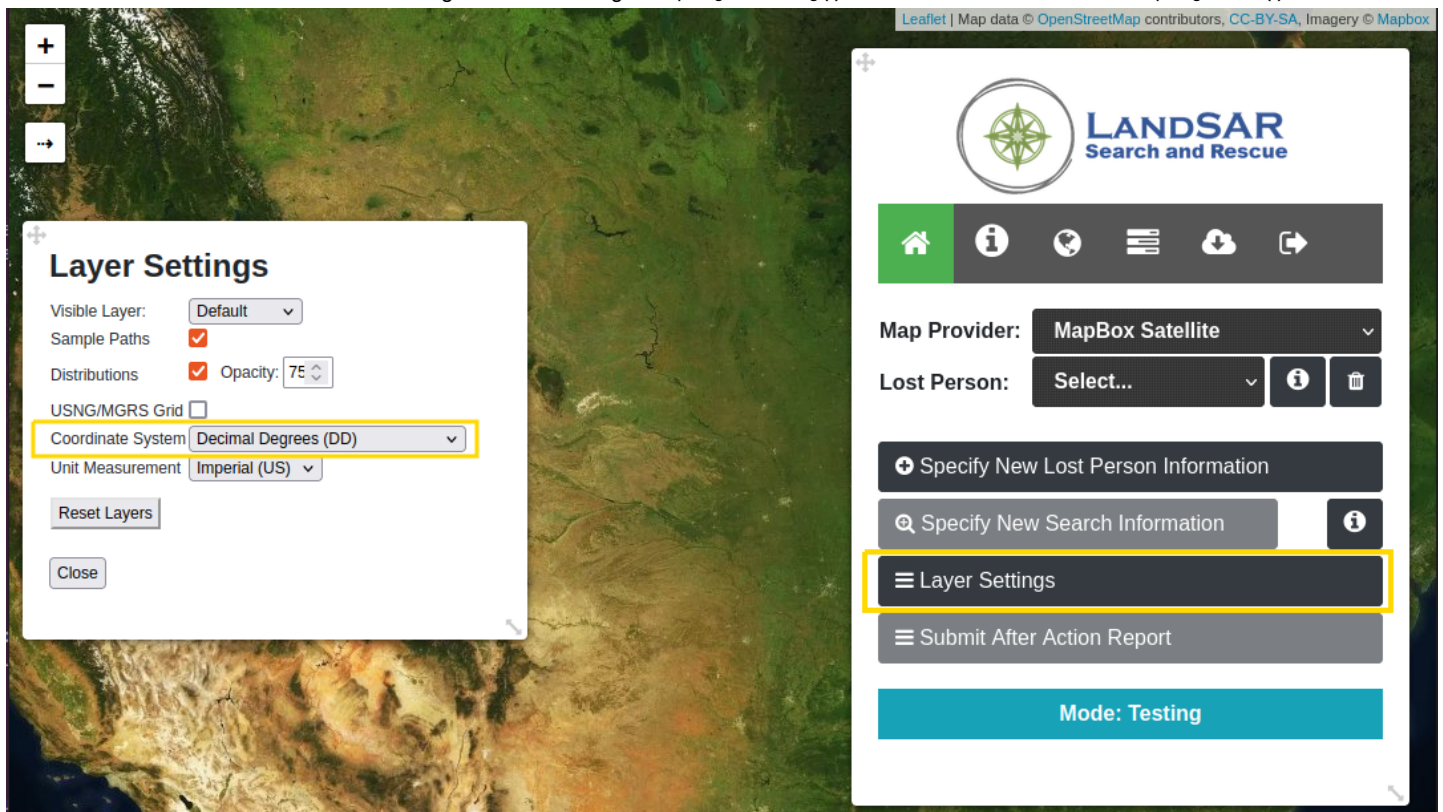 Leaflet | Map data © OpenStreetMap contributors, CC-BY-SA, Imagery © Mapbox
+
−
LANDSAR
Search and Rescue
Layer Settings
Visible Layer: Default
Sample Paths
Distributions Opacity: 75
USNG/MGRS Grid
Coordinate System Decimal Degrees (DD)
Unit Measurement Imperial (US)
Reset Layers
Close
Map Provider: MapBox Satellite
Lost Person: Select...
Specify New Lost Person Information
Specify New Search Information
Layer Settings
Submit After Action Report
Mode: Testing